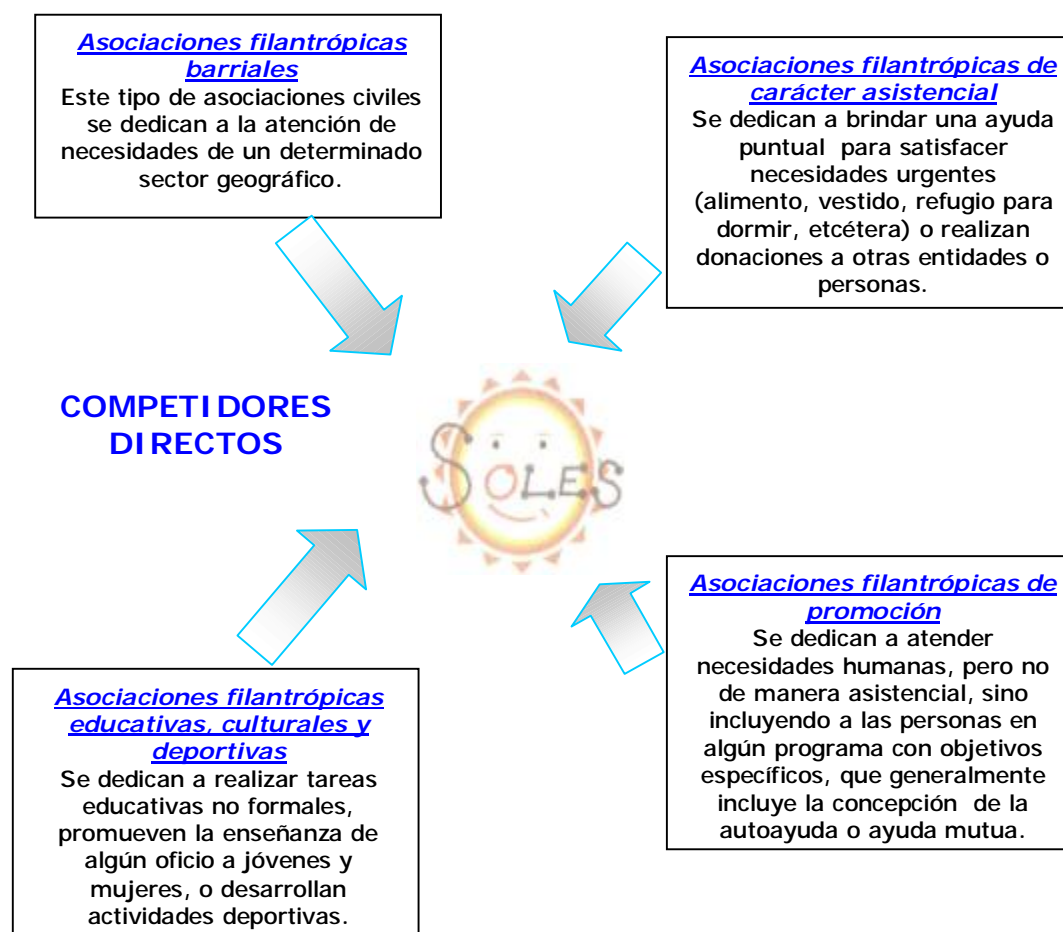 Asociaciones filantrópicas
barriales
Este tipo de asociaciones civiles
se dedican a la atención de
necesidades de un determinado
sector geográfico.
Asociaciones filantrópicas de
carácter asistencial
Se dedican a brindar una ayuda
puntual para satisfacer
necesidades urgentes
(alimento, vestido, refugio para
dormir, etcétera) o realizan
donaciones a otras entidades o
personas.
COMPETIDORES
DIRECTOS
SOLES
Asociaciones filantrópicas
educativas, culturales y
deportivas
Se dedican a realizar tareas
educativas no formales,
promueven la enseñanza de
algún oficio a jóvenes y
mujeres, o desarrollan
actividades deportivas.
Asociaciones filantrópicas de
promoción
Se dedican a atender
necesidades humanas, pero no
de manera asistencial, sino
incluyendo a las personas en
algún programa con objetivos
específicos, que generalmente
incluye la concepción de la
autoayuda o ayuda mutua.